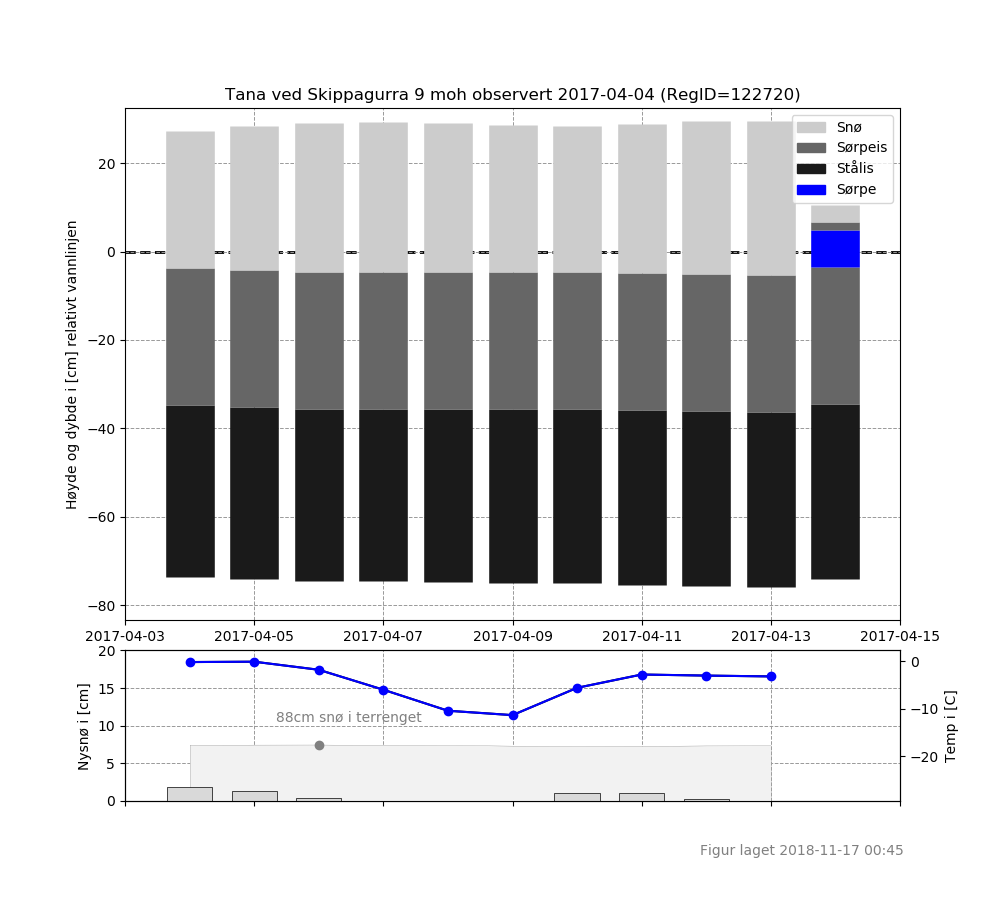 Tana ved Skippagurra 9 moh observert 2017-04-04 (RegID=122720)
Snø
Sørpeis
Stålis
Sørpe
Høyde og dybde i [cm] relativt vannlinjen
20
0
−20
−40
−60
−80
2017-04-03 2017-04-05 2017-04-07 2017-04-09 2017-04-11 2017-04-13 2017-04-15
Nysnø i [cm]
20
15
10
5
0
88cm snø i terrenget
0
−10
−20
Temp i [C]
Figur laget 2018-11-17 00:45